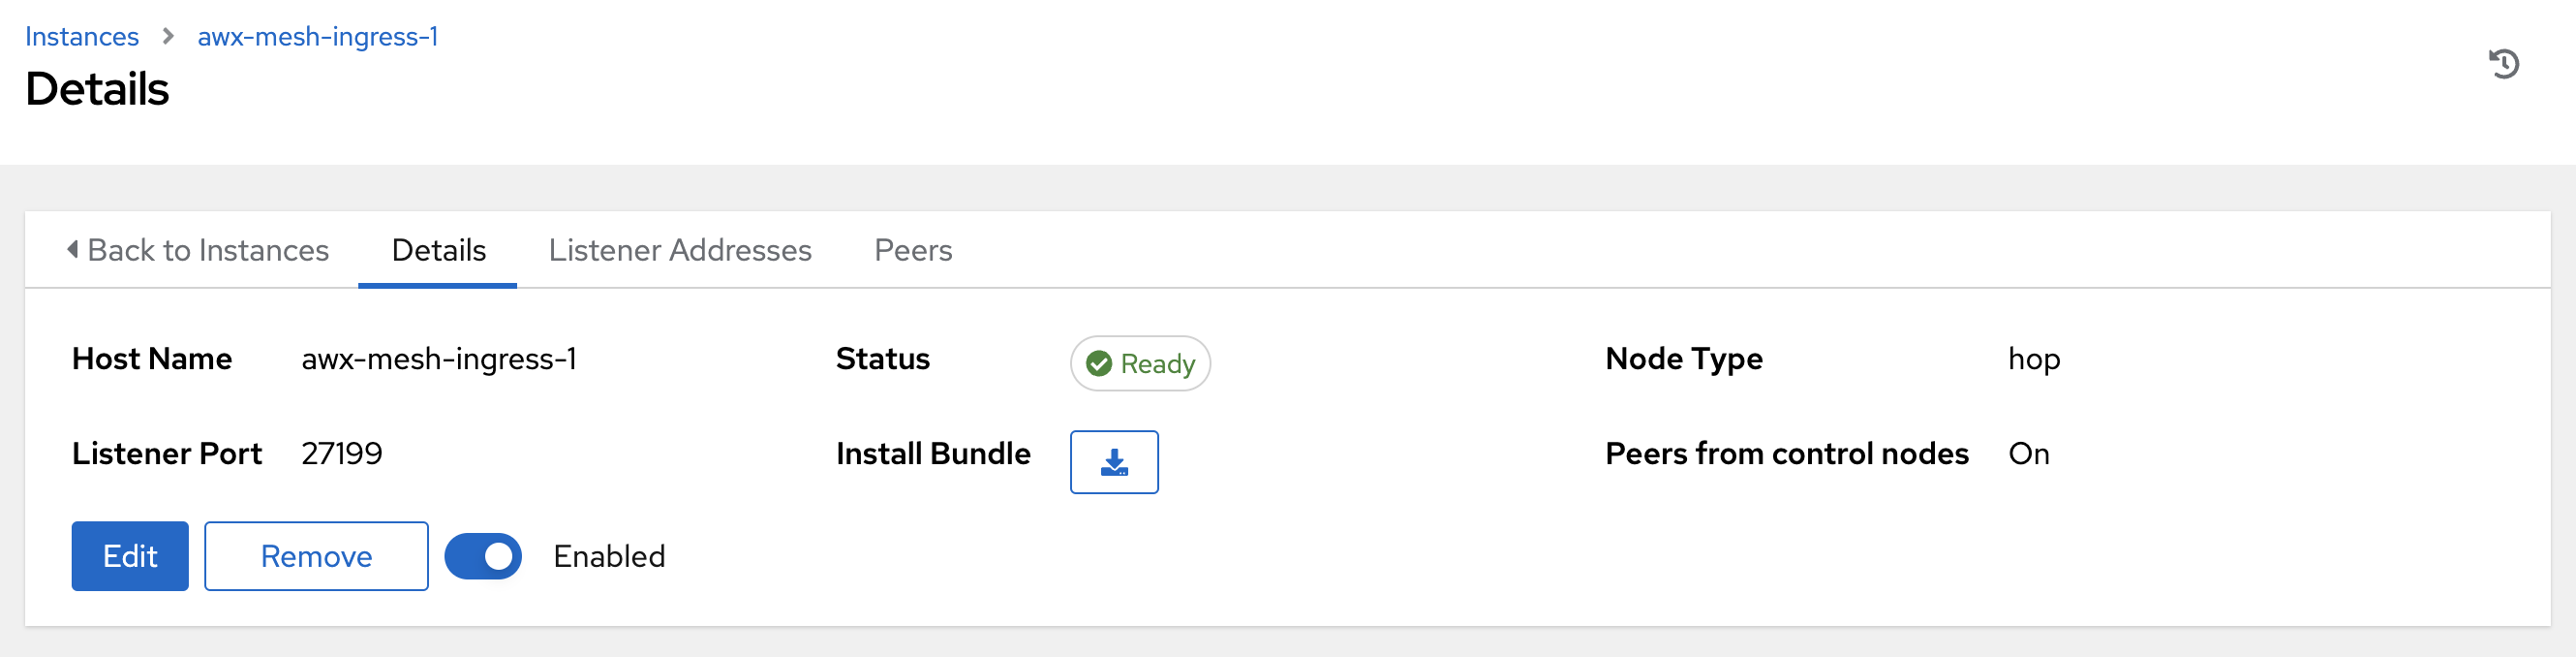 Instances awx-mesh-ingress-1
Details
Back to Instances Details Listener Addresses Peers
Host Name awx-mesh-ingress-1 Status Ready Node Type hop
Listener Port 27199 Install Bundle Peers from control nodes On
Edit Remove Enabled